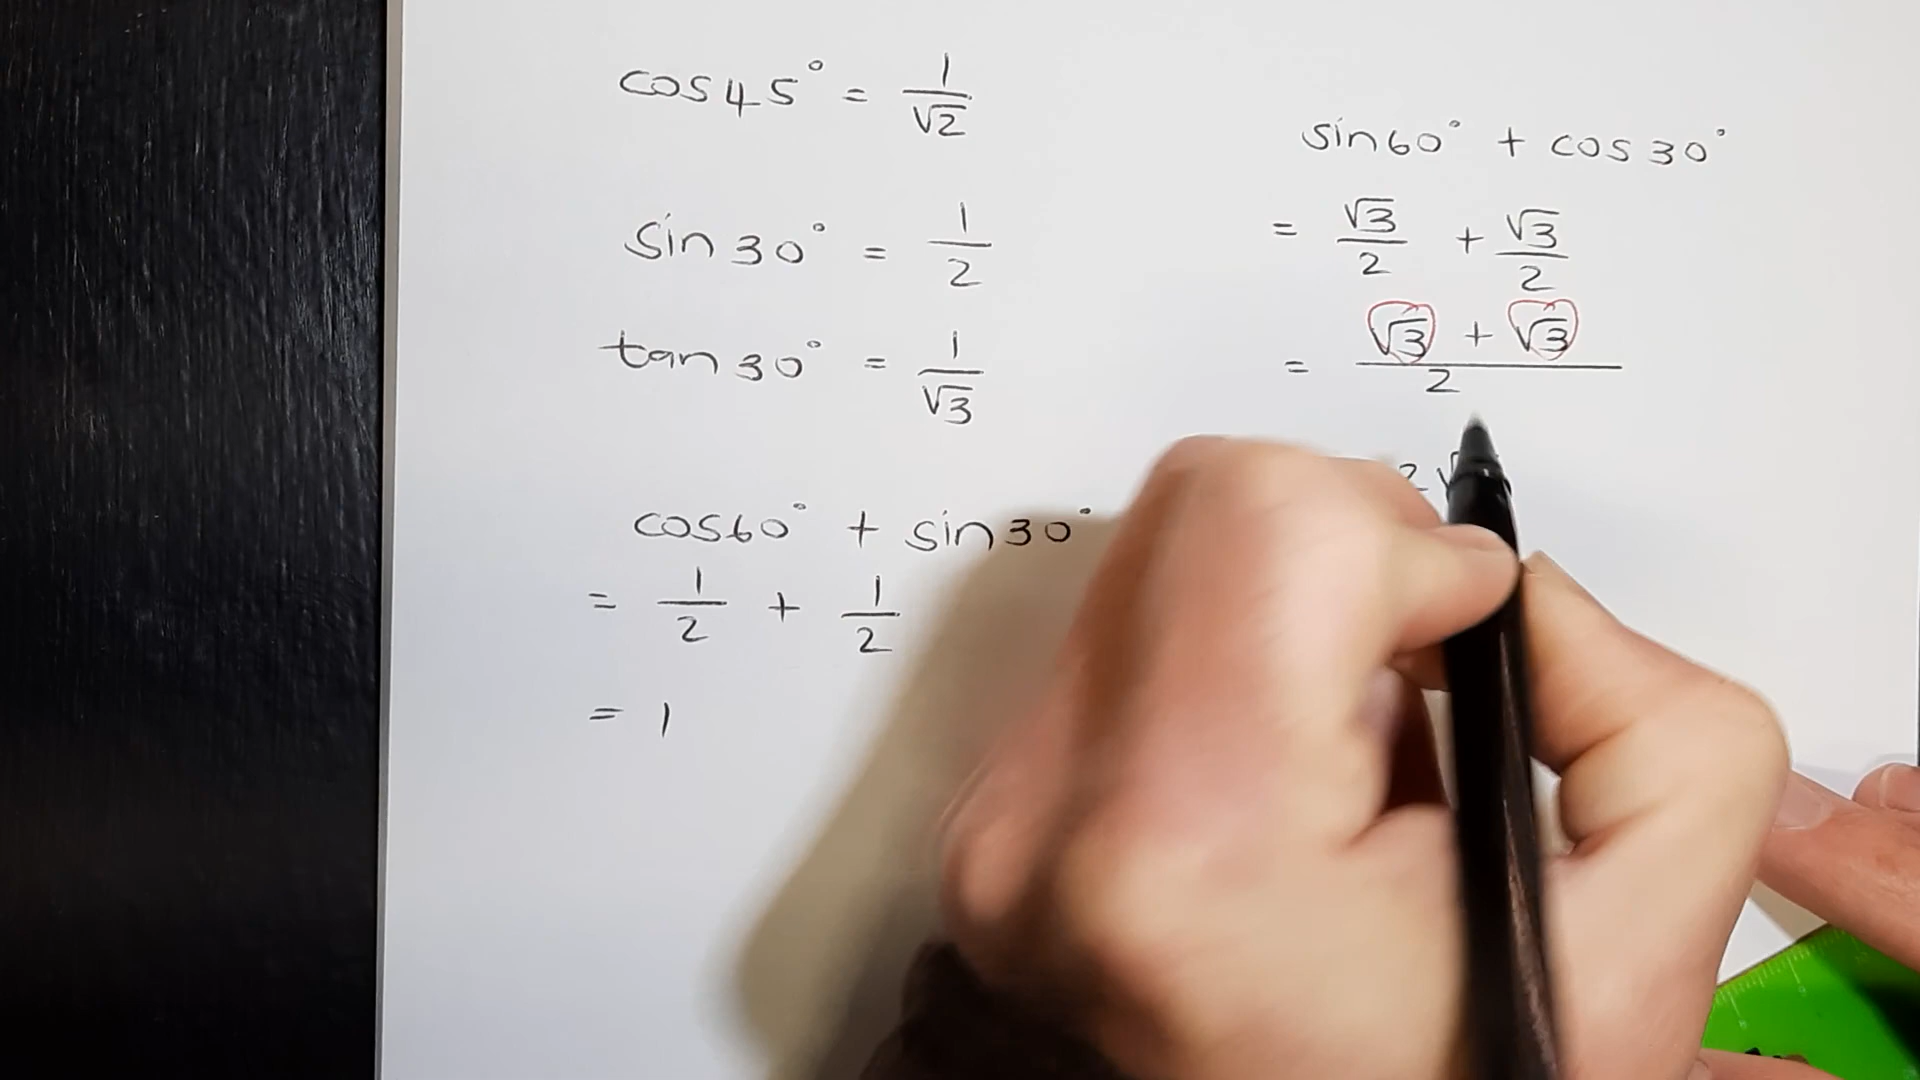 cos45° = 1/√2
sin30° = 1/2
tan30° = 1/√3
cos60° + sin30°
= 1/2 + 1/2
= 1
sin60° + cos30°
= √3/2 + √3/2
= (√3 + √3)/2
2√